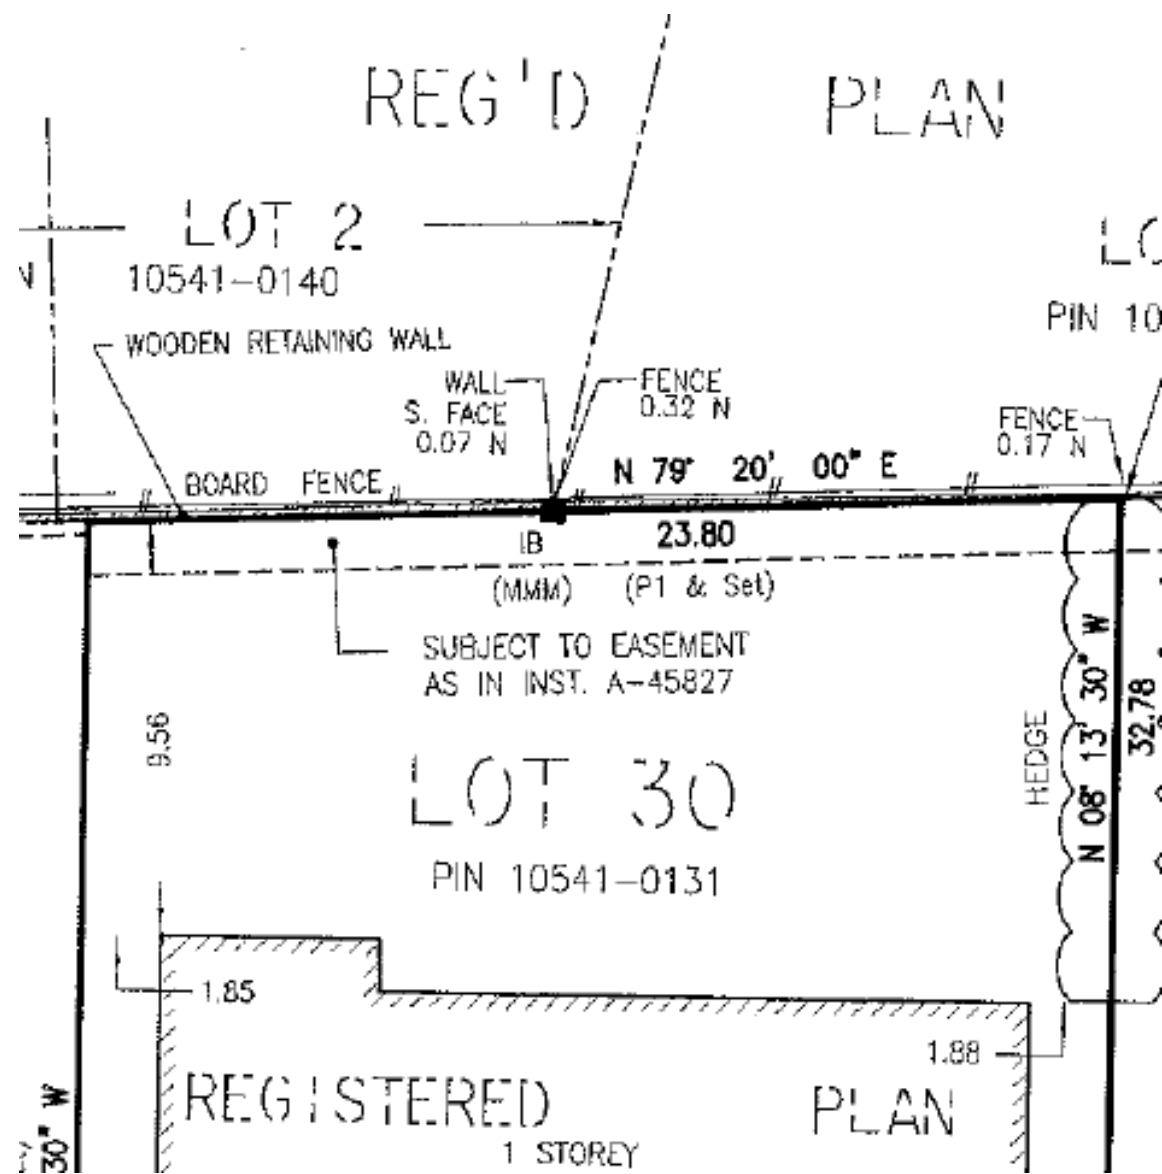 REG'D PLAN
LOT 2
10541-0140
PIN 10
WOODEN RETAINING WALL
WALL
S. FACE
0.07 N
FENCE
0.32 N
FENCE
0.17 N
BOARD FENCE
N 79° 20' 00" E
IB
23.80
(MMM) (P1 & Set)
SUBJECT TO EASEMENT
AS IN INST. A-45827
9.56
HEDGE
N 08° 13' 30" W
32.78
LOT 30
PIN 10541-0131
1.85
1.88
REGISTERED PLAN
1 STOREY
30" W